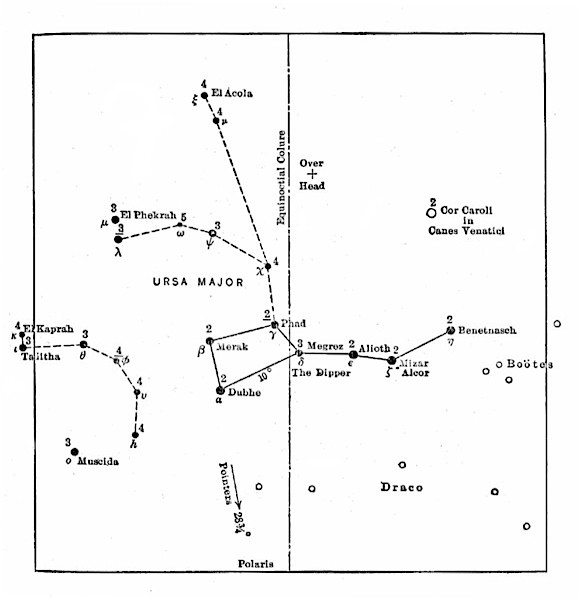 4
El Acola
ξ
4
μ
Equinoctial Colure
Over
+
Head
3
El Phekrah
μ
3
λ
5
ω
3
ψ
4
χ
2
Cor Caroli
in
Canes Venatici
URSA MAJOR
4
El Kaprah
κ
3
ι
Talitha
3
θ
4
φ
4
υ
4
h
3
ο Muscida
2
Phad
γ
2
β
Merak
2
α
Dubhe
10°
3
Megrez
δ
The Dipper
2
Alioth
ε
2
Mizar
ζ
Alcor
2
Benetnasch
η
Boötes
Pointers
28¾
Draco
Polaris